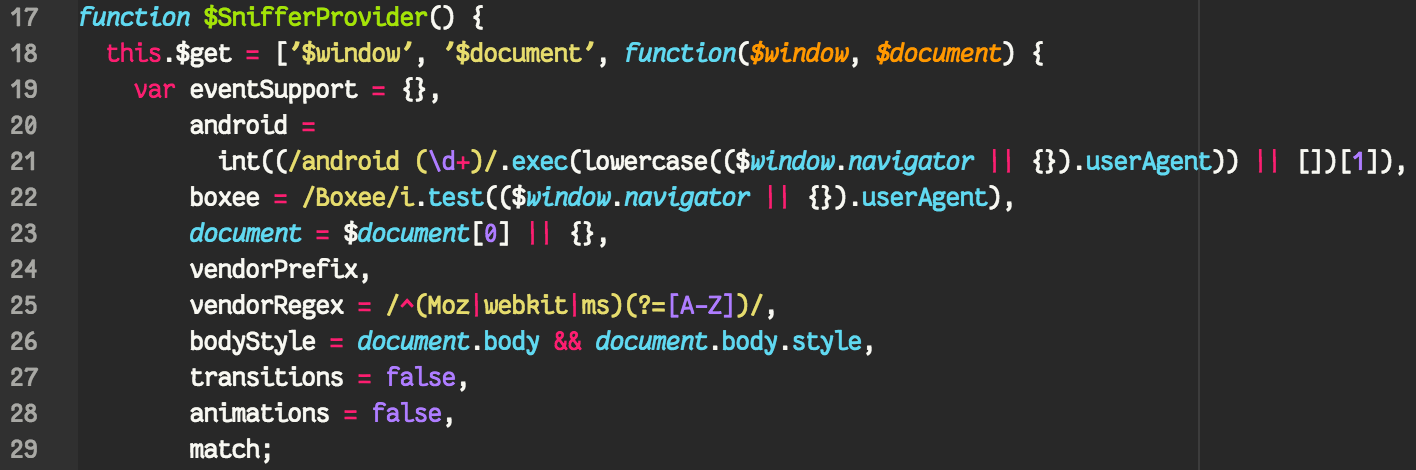 17 function $SnifferProvider() {
18   this.$get = ['$window', '$document', function($window, $document) {
19     var eventSupport = {},
20         android =
21           int((/android (\d+)/.exec(lowercase(($window.navigator || {}).userAgent)) || [])[1]),
22         boxee = /Boxee/i.test(($window.navigator || {}).userAgent),
23         document = $document[0] || {},
24         vendorPrefix,
25         vendorRegex = /^(Moz|webkit|ms)(?=[A-Z])/,
26         bodyStyle = document.body && document.body.style,
27         transitions = false,
28         animations = false,
29         match;